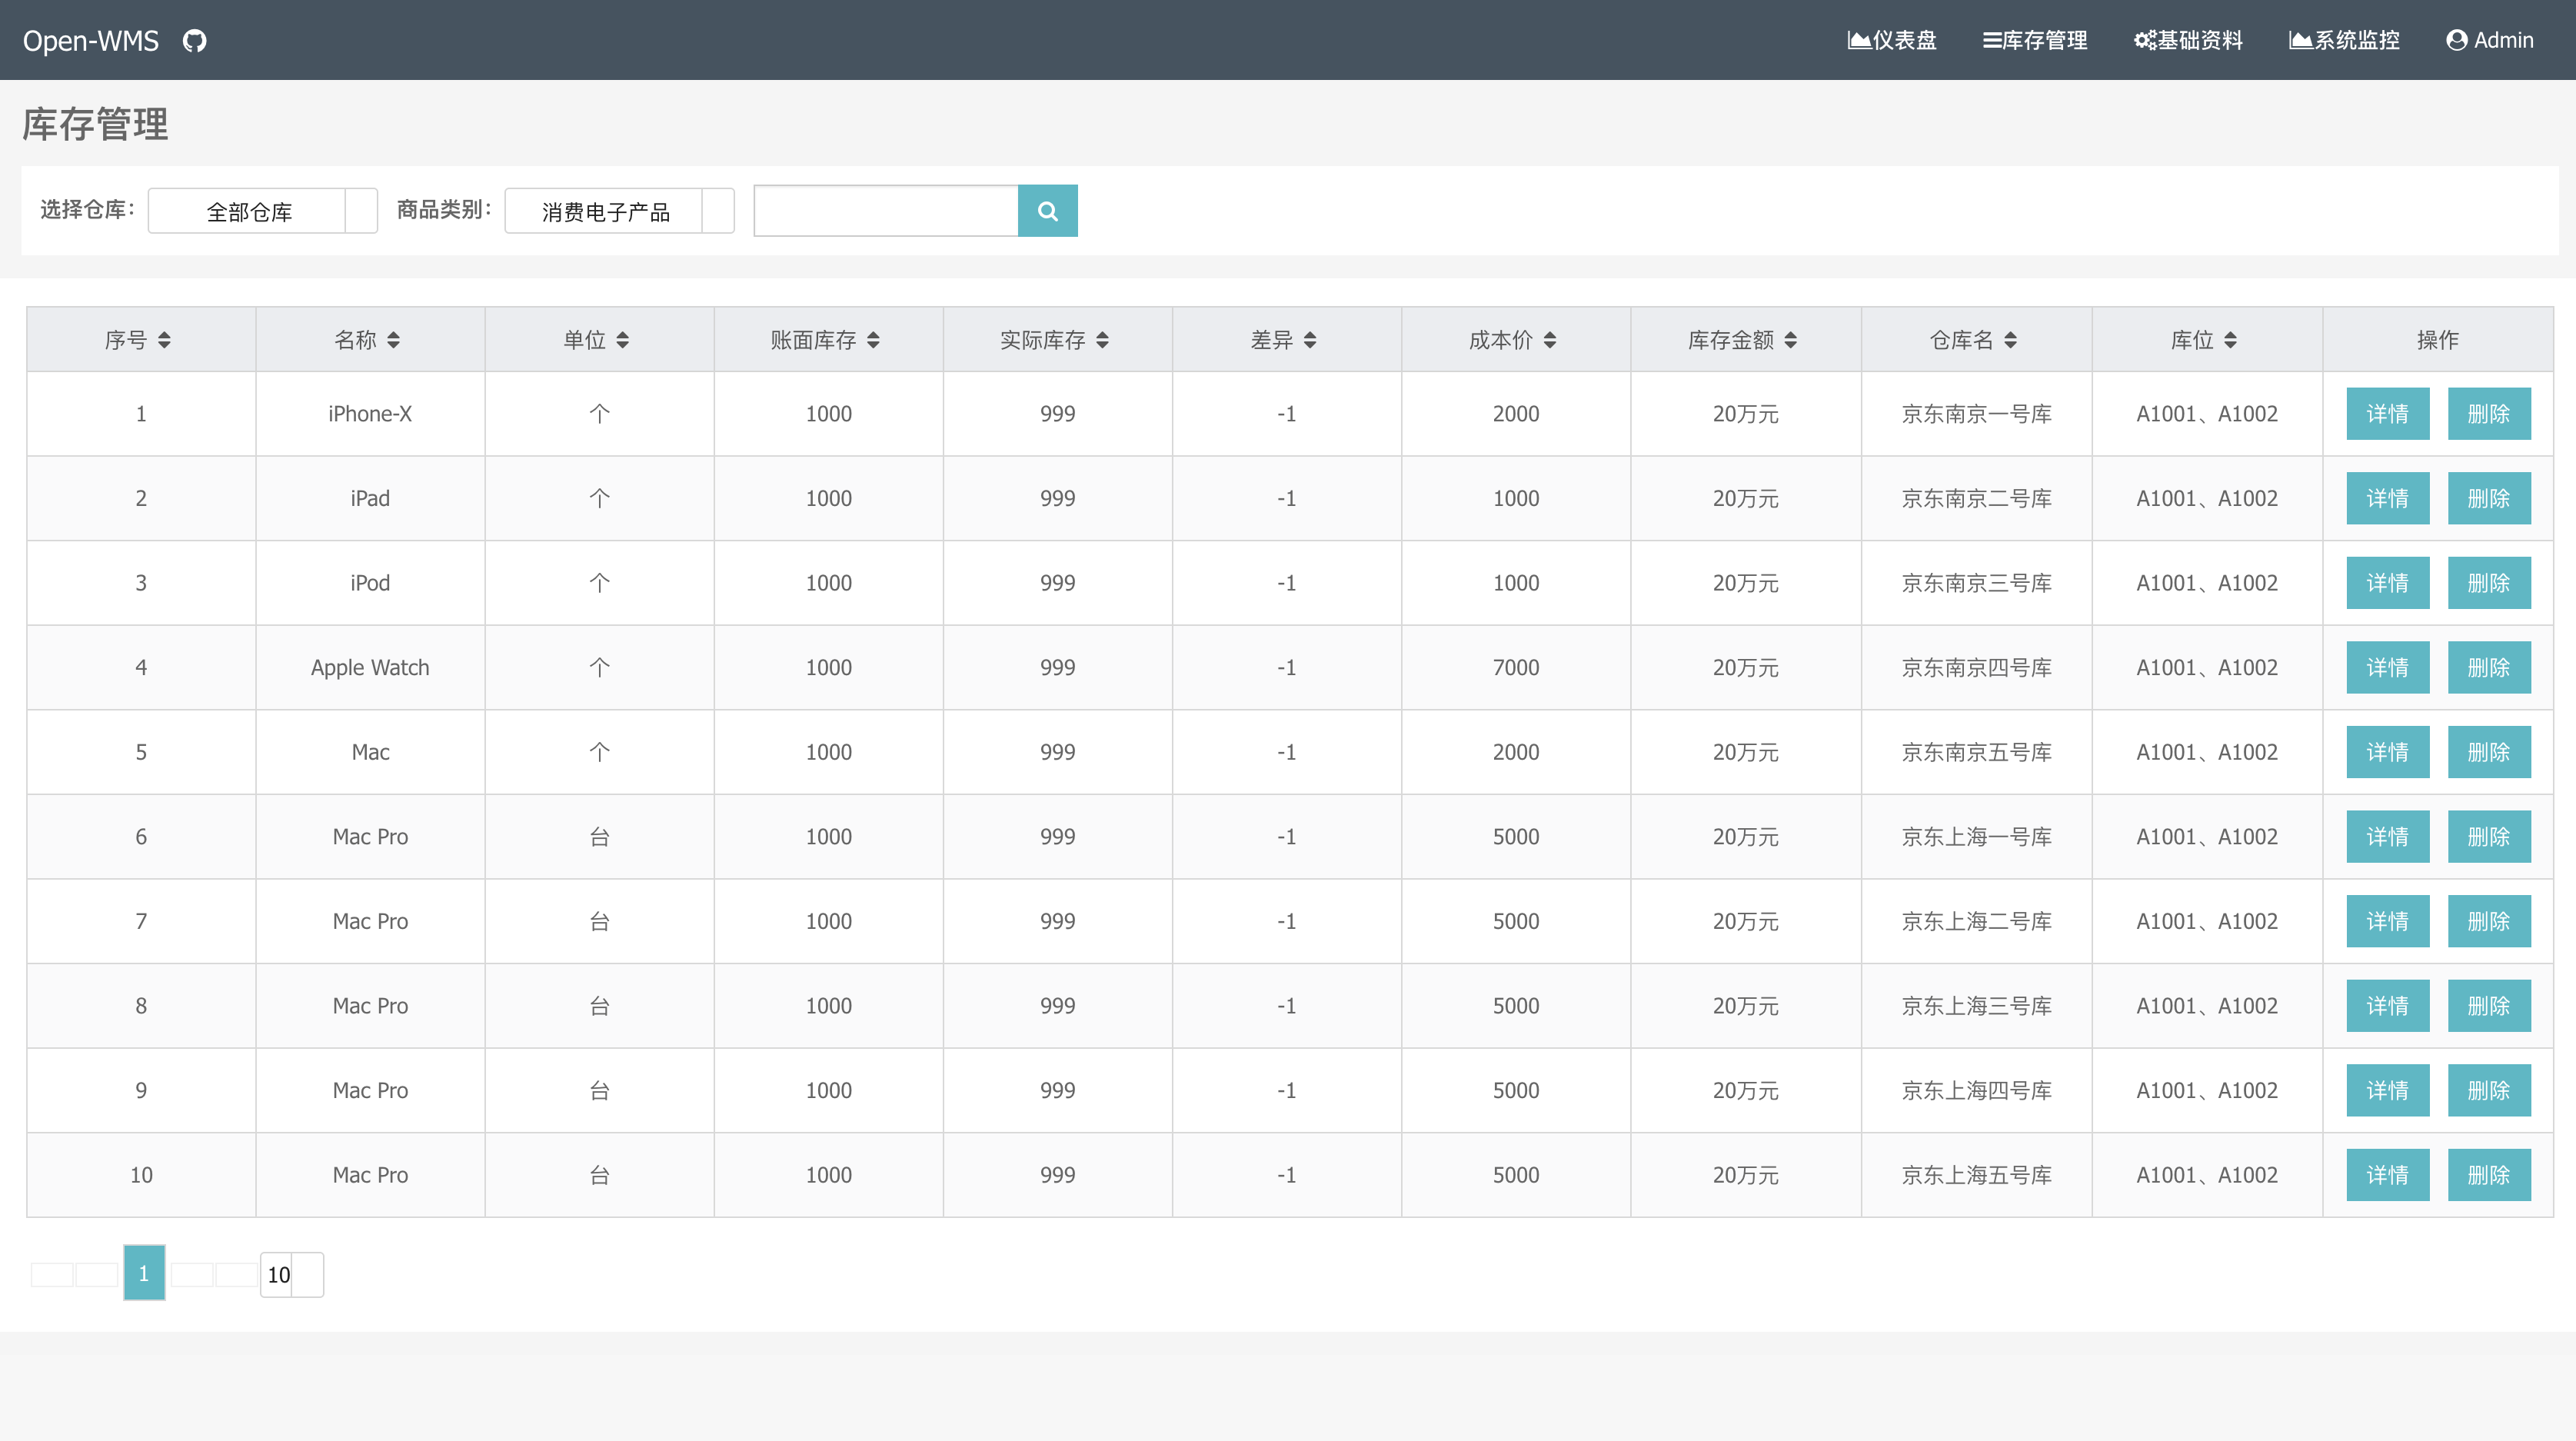 Open-WMS 仪表盘 库存管理 基础资料 系统监控 Admin
库存管理
选择仓库： 全部仓库 商品类别： 消费电子产品
序号 名称 单位 账面库存 实际库存 差异 成本价 库存金额 仓库名 库位 操作
1 iPhone-X 个 1000 999 -1 2000 20万元 京东南京一号库 A1001、A1002 详情 删除
2 iPad 个 1000 999 -1 1000 20万元 京东南京二号库 A1001、A1002 详情 删除
3 iPod 个 1000 999 -1 1000 20万元 京东南京三号库 A1001、A1002 详情 删除
4 Apple Watch 个 1000 999 -1 7000 20万元 京东南京四号库 A1001、A1002 详情 删除
5 Mac 个 1000 999 -1 2000 20万元 京东南京五号库 A1001、A1002 详情 删除
6 Mac Pro 台 1000 999 -1 5000 20万元 京东上海一号库 A1001、A1002 详情 删除
7 Mac Pro 台 1000 999 -1 5000 20万元 京东上海二号库 A1001、A1002 详情 删除
8 Mac Pro 台 1000 999 -1 5000 20万元 京东上海三号库 A1001、A1002 详情 删除
9 Mac Pro 台 1000 999 -1 5000 20万元 京东上海四号库 A1001、A1002 详情 删除
10 Mac Pro 台 1000 999 -1 5000 20万元 京东上海五号库 A1001、A1002 详情 删除
1 10